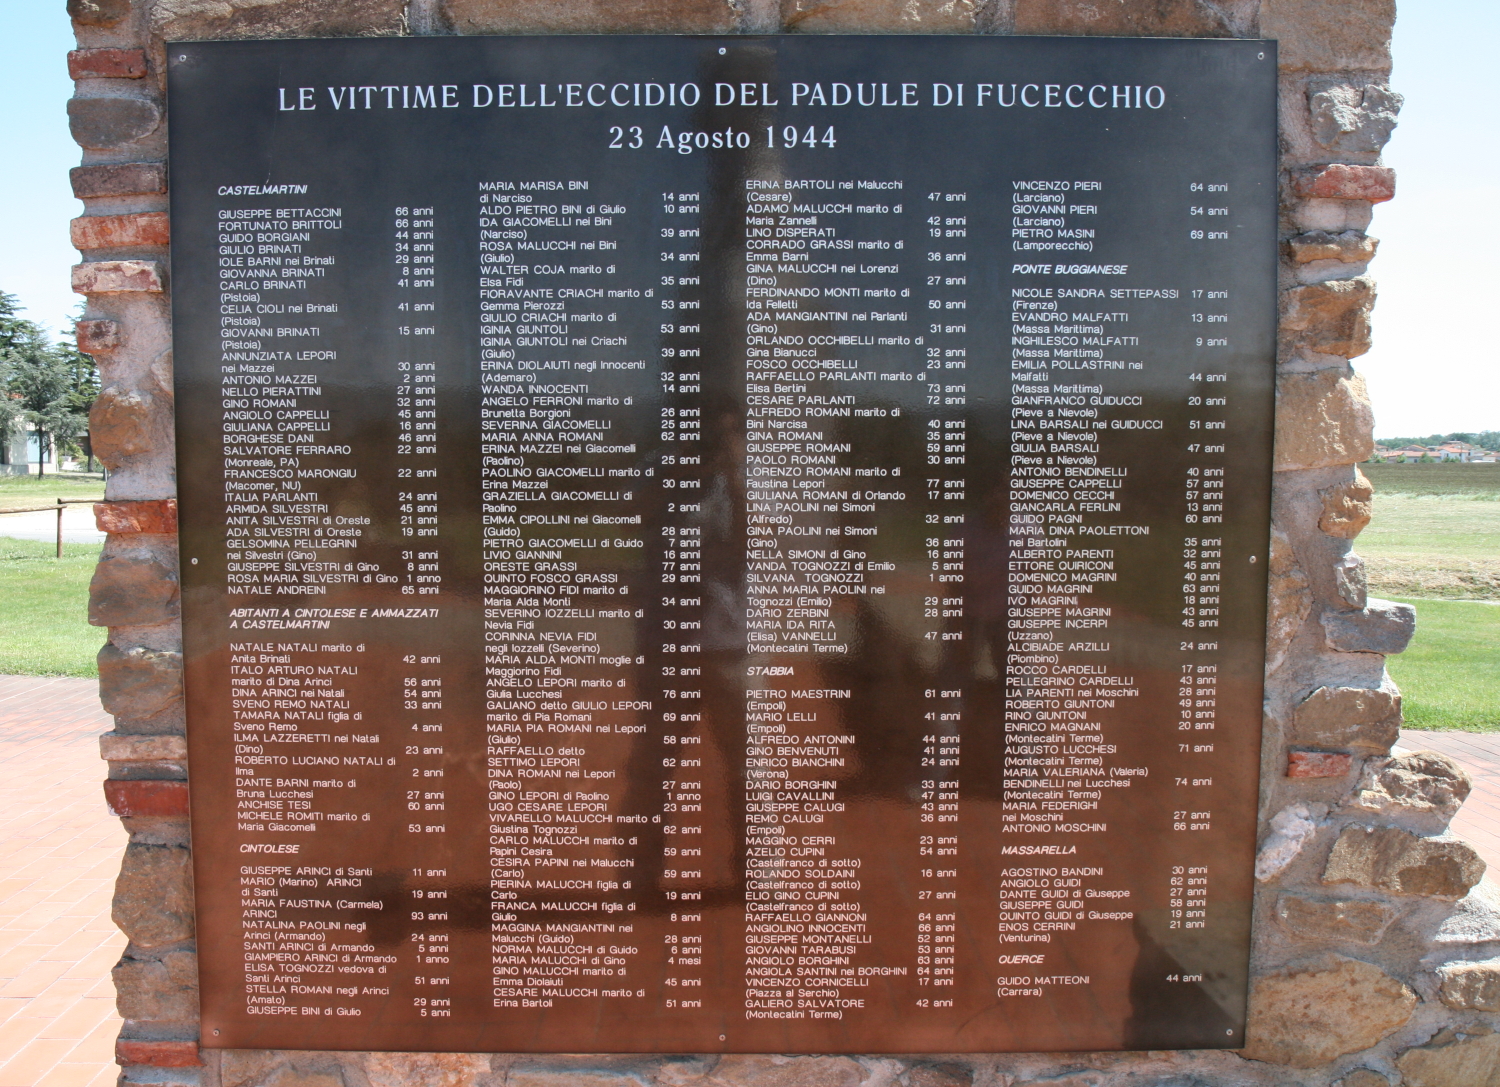 LE VITTIME DELL'ECCIDIO DEL PADULE DI FUCECCHIO
23 Agosto 1944
CASTELMARTINI
GIUSEPPE BETTACCINI 66 anni
FORTUNATO BRITTOLI 66 anni
GUIDO BORGIANI 44 anni
GIULIO BRINATI 34 anni
IOLE BARNI nei Brinati 29 anni
GIOVANNA BRINATI 8 anni
CARLO BRINATI 41 anni
(Pistoia)
CELIA CIOLI nei Brinati 41 anni
(Pistoia)
GIOVANNI BRINATI 15 anni
(Pistoia)
ANNUNZIATA LEPORI
nei Mazzei 30 anni
ANTONIO MAZZEI 2 anni
NELLO PIERATTINI 27 anni
GINO ROMANI 32 anni
ANGIOLO CAPPELLI 45 anni
GIULIANA CAPPELLI 16 anni
BORGHESE DANI 46 anni
SALVATORE FERRARO 22 anni
(Monreale, PA)
FRANCESCO MARONGIU 22 anni
(Macomer, NU)
ITALIA PARLANTI 24 anni
ARMIDA SILVESTRI 45 anni
ANITA SILVESTRI di Oreste 21 anni
ADA SILVESTRI di Oreste 19 anni
GELSOMINA PELLEGRINI
nei Silvestri (Gino) 31 anni
GIUSEPPE SILVESTRI di Gino 8 anni
ROSA MARIA SILVESTRI di Gino 1 anno
NATALE ANDREINI 65 anni
ABITANTI A CINTOLESE E AMMAZZATI
A CASTELMARTINI
NATALE NATALI marito di
Anita Brinati 42 anni
ITALO ARTURO NATALI
marito di Dina Arinci 56 anni
DINA ARINCI nei Natali 54 anni
SVENO REMO NATALI 33 anni
TAMARA NATALI figlia di
Sveno Remo 4 anni
ILMA LAZZERETTI nei Natali
(Dino) 23 anni
ROBERTO LUCIANO NATALI di
Ilma 2 anni
DANTE BARNI marito di
Bruna Lucchesi 27 anni
ANCHISE TESI 60 anni
MICHELE ROMITI marito di
Maria Giacomelli 53 anni
CINTOLESE
GIUSEPPE ARINCI di Santi 11 anni
MARIO (Marino) ARINCI
di Santi 19 anni
MARIA FAUSTINA (Carmela)
ARINCI 93 anni
NATALINA PAOLINI negli
Arinci (Armando) 24 anni
SANTI ARINCI di Armando 5 anni
GIAMPIERO ARINCI di Armando 1 anno
ELISA TOGNOZZI vedova di
Santi Arinci 51 anni
STELLA ROMANI negli Arinci
(Amato) 29 anni
GIUSEPPE BINI di Giulio 5 anni
MARIA MARISA BINI
di Narciso 14 anni
ALDO PIETRO BINI di Giulio 10 anni
IDA GIACOMELLI nei Bini
(Narciso) 39 anni
ROSA MALUCCHI nei Bini
(Giulio) 34 anni
WALTER COJA marito di
Elsa Fidi 35 anni
FIORAVANTE CRIACHI marito di
Gemma Pierozzi 53 anni
GIULIO CRIACHI marito di
IGINIA GIUNTOLI 53 anni
IGINIA GIUNTOLI nei Criachi
(Giulio) 39 anni
ERINA DIOLAIUTI negli Innocenti
(Ademaro) 32 anni
WANDA INNOCENTI 14 anni
ANGELO FERRONI marito di
Brunetta Borgioni 26 anni
SEVERINA GIACOMELLI 25 anni
MARIA ANNA ROMANI 62 anni
ERINA MAZZEI nei Giacomelli
(Paolino) 25 anni
PAOLINO GIACOMELLI marito di
Erina Mazzei 30 anni
GRAZIELLA GIACOMELLI di
Paolino 2 anni
EMMA CIPOLLINI nei Giacomelli
(Guido) 28 anni
PIETRO GIACOMELLI di Guido 7 anni
LIVIO GIANNINI 16 anni
ORESTE GRASSI 77 anni
QUINTO FOSCO GRASSI 29 anni
MAGGIORINO FIDI marito di
Maria Alda Monti 34 anni
SEVERINO IOZZELLI marito di
Nevia Fidi 30 anni
CORINNA NEVIA FIDI
negli Iozzelli (Severino) 28 anni
MARIA ALDA MONTI moglie di
Maggiorino Fidi 32 anni
ANGELO LEPORI marito di
Giulia Lucchesi 76 anni
GALIANO detto GIULIO LEPORI
marito di Pia Romani 69 anni
MARIA PIA ROMANI nei Lepori
(Giulio) 58 anni
RAFFAELLO detto
SETTIMO LEPORI 62 anni
DINA ROMANI nei Lepori
(Paolo) 27 anni
GINO LEPORI di Paolino 1 anno
UGO CESARE LEPORI 23 anni
VIVARELLO MALUCCHI marito di
Giustina Tognozzi 62 anni
CARLO MALUCCHI marito di
Papini Cesira 59 anni
CESIRA PAPINI nei Malucchi
(Carlo) 59 anni
PIERINA MALUCCHI figlia di
Carlo 19 anni
FRANCA MALUCCHI figlia di
Giulio 8 anni
MAGGINA MANGIANTINI nei
Malucchi (Guido) 28 anni
NORMA MALUCCHI di Guido 6 anni
MARIA MALUCCHI di Gino 4 mesi
GINO MALUCCHI marito di
Emma Diolaiuti 45 anni
CESARE MALUCCHI marito di
Erina Bartoli 51 anni
ERINA BARTOLI nei Malucchi
(Cesare) 47 anni
ADAMO MALUCCHI marito di
Maria Zannelli 42 anni
LINO DISPERATI 19 anni
CORRADO GRASSI marito di
Emma Barni 36 anni
GINA MALUCCHI nei Lorenzi
(Dino) 27 anni
FERDINANDO MONTI marito di
Ida Felletti 50 anni
ADA MANGIANTINI nei Parlanti
(Gino) 31 anni
ORLANDO OCCHIBELLI marito di
Gina Bianucci 32 anni
FOSCO OCCHIBELLI 23 anni
RAFFAELLO PARLANTI marito di
Elisa Bertini 73 anni
CESARE PARLANTI 72 anni
ALFREDO ROMANI marito di
Bini Narcisa 40 anni
GINA ROMANI 35 anni
GIUSEPPE ROMANI 59 anni
PAOLO ROMANI 30 anni
LORENZO ROMANI marito di
Faustina Lepori 77 anni
GIULIANA ROMANI di Orlando 17 anni
LINA PAOLINI nei Simoni
(Alfredo) 32 anni
GINA PAOLINI nei Simoni
(Gino) 36 anni
NELLA SIMONI di Gino 16 anni
VANDA TOGNOZZI di Emilio 5 anni
SILVANA TOGNOZZI 1 anno
ANNA MARIA PAOLINI nei
Tognozzi (Emilio) 29 anni
DARIO ZERBINI 28 anni
MARIA IDA RITA
(Elisa) VANNELLI 47 anni
(Montecatini Terme)
STABBIA
PIETRO MAESTRINI 61 anni
(Empoli)
MARIO LELLI 41 anni
(Empoli)
ALFREDO ANTONINI 44 anni
GINO BENVENUTI 41 anni
ENRICO BIANCHINI 24 anni
(Verona)
DARIO BORGHINI 33 anni
LUIGI CAVALLINI 47 anni
GIUSEPPE CALUGI 43 anni
REMO CALUGI 36 anni
(Empoli)
MAGGINO CERRI 23 anni
AZELIO CUPINI 54 anni
(Castelfranco di sotto)
ROLANDO SOLDAINI 16 anni
(Castelfranco di sotto)
ELIO GINO CUPINI 27 anni
(Castelfranco di sotto)
RAFFAELLO GIANNONI 64 anni
ANGIOLINO INNOCENTI 66 anni
GIUSEPPE MONTANELLI 52 anni
GIOVANNI TARABUSI 53 anni
ANGIOLO BORGHINI 63 anni
ANGIOLA SANTINI nei BORGHINI 64 anni
VINCENZO CORNICELLI 17 anni
(Piazza al Serchio)
GALIERO SALVATORE 42 anni
(Montecatini Terme)
VINCENZO PIERI 64 anni
(Larciano)
GIOVANNI PIERI 54 anni
(Larciano)
PIETRO MASINI 69 anni
(Lamporecchio)
PONTE BUGGIANESE
NICOLE SANDRA SETTEPASSI 17 anni
(Firenze)
EVANDRO MALFATTI 13 anni
(Massa Marittima)
INGHILESCO MALFATTI 9 anni
(Massa Marittima)
EMILIA POLLASTRINI nei
Malfatti 44 anni
(Massa Marittima)
GIANFRANCO GUIDUCCI 20 anni
(Pieve a Nievole)
LINA BARSALI nei GUIDUCCI 51 anni
(Pieve a Nievole)
GIULIA BARSALI 47 anni
(Pieve a Nievole)
ANTONIO BENDINELLI 40 anni
GIUSEPPE CAPPELLI 57 anni
DOMENICO CECCHI 57 anni
GIANCARLA FERLINI 13 anni
GUIDO PAGNI 60 anni
MARIA DINA PAOLETTONI
nei Bartolini 35 anni
ALBERTO PARENTI 32 anni
ETTORE QUIRICONI 45 anni
DOMENICO MAGRINI 40 anni
GUIDO MAGRINI 63 anni
IVO MAGRINI 18 anni
GIUSEPPE MAGRINI 43 anni
GIUSEPPE INCERPI 45 anni
(Uzzano)
ALCIBIADE ARZILLI 24 anni
(Piombino)
ROCCO CARDELLI 17 anni
PELLEGRINO CARDELLI 43 anni
LIA PARENTI nei Moschini 28 anni
ROBERTO GIUNTONI 49 anni
RINO GIUNTONI 10 anni
ENRICO MAGNANI 20 anni
(Montecatini Terme)
AUGUSTO LUCCHESI 71 anni
(Montecatini Terme)
MARIA VALERIANA (Valeria)
BENDINELLI nei Lucchesi 74 anni
(Montecatini Terme)
MARIA FEDERIGHI
nei Moschini 27 anni
ANTONIO MOSCHINI 66 anni
MASSARELLA
AGOSTINO BANDINI 30 anni
ANGIOLO GUIDI 62 anni
DANTE GUIDI di Giuseppe 27 anni
GIUSEPPE GUIDI 58 anni
QUINTO GUIDI di Giuseppe 19 anni
ENOS CERRINI 21 anni
(Venturina)
QUERCE
GUIDO MATTEONI 44 anni
(Carrara)